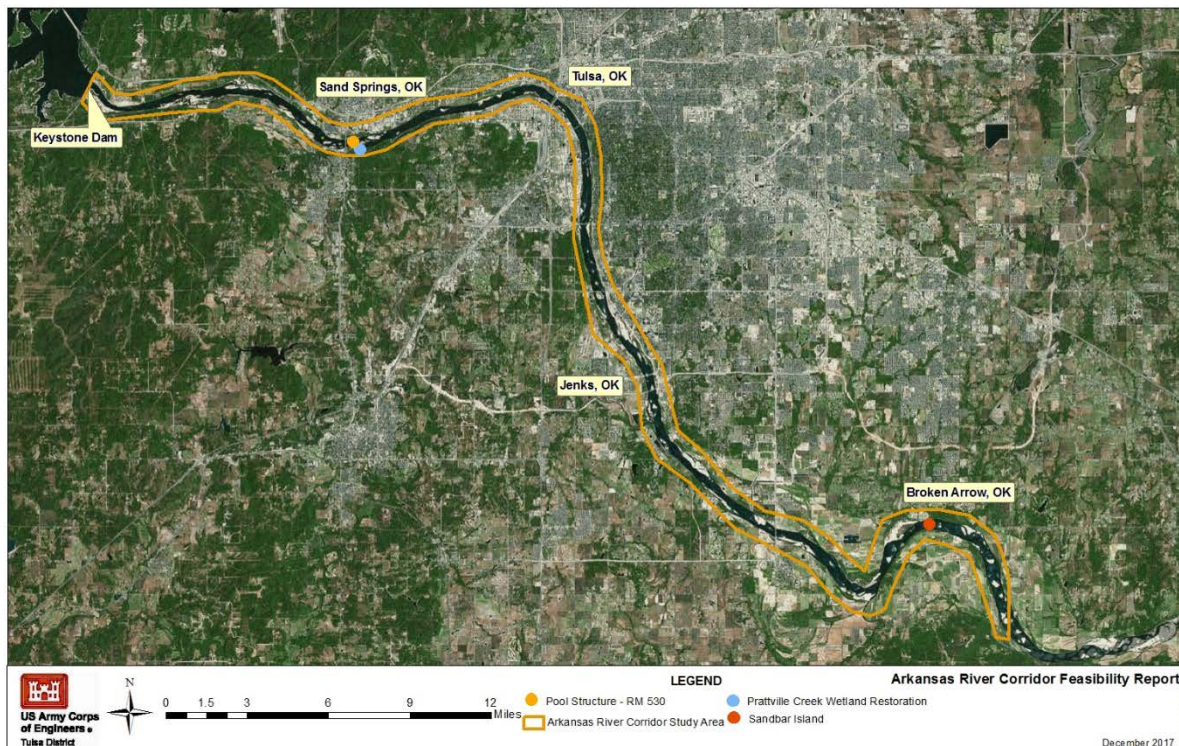 Sand Springs, OK
Tulsa, OK
Keystone Dam
Jenks, OK
Broken Arrow, OK
US Army Corps
of Engineers ®
Tulsa District
N
0 1.5 3 6 9 12
Miles
LEGEND
Pool Structure - RM 530
Arkansas River Corridor Study Area
Prattville Creek Wetland Restoration
Sandbar Island
Arkansas River Corridor Feasibility Report
December 2017